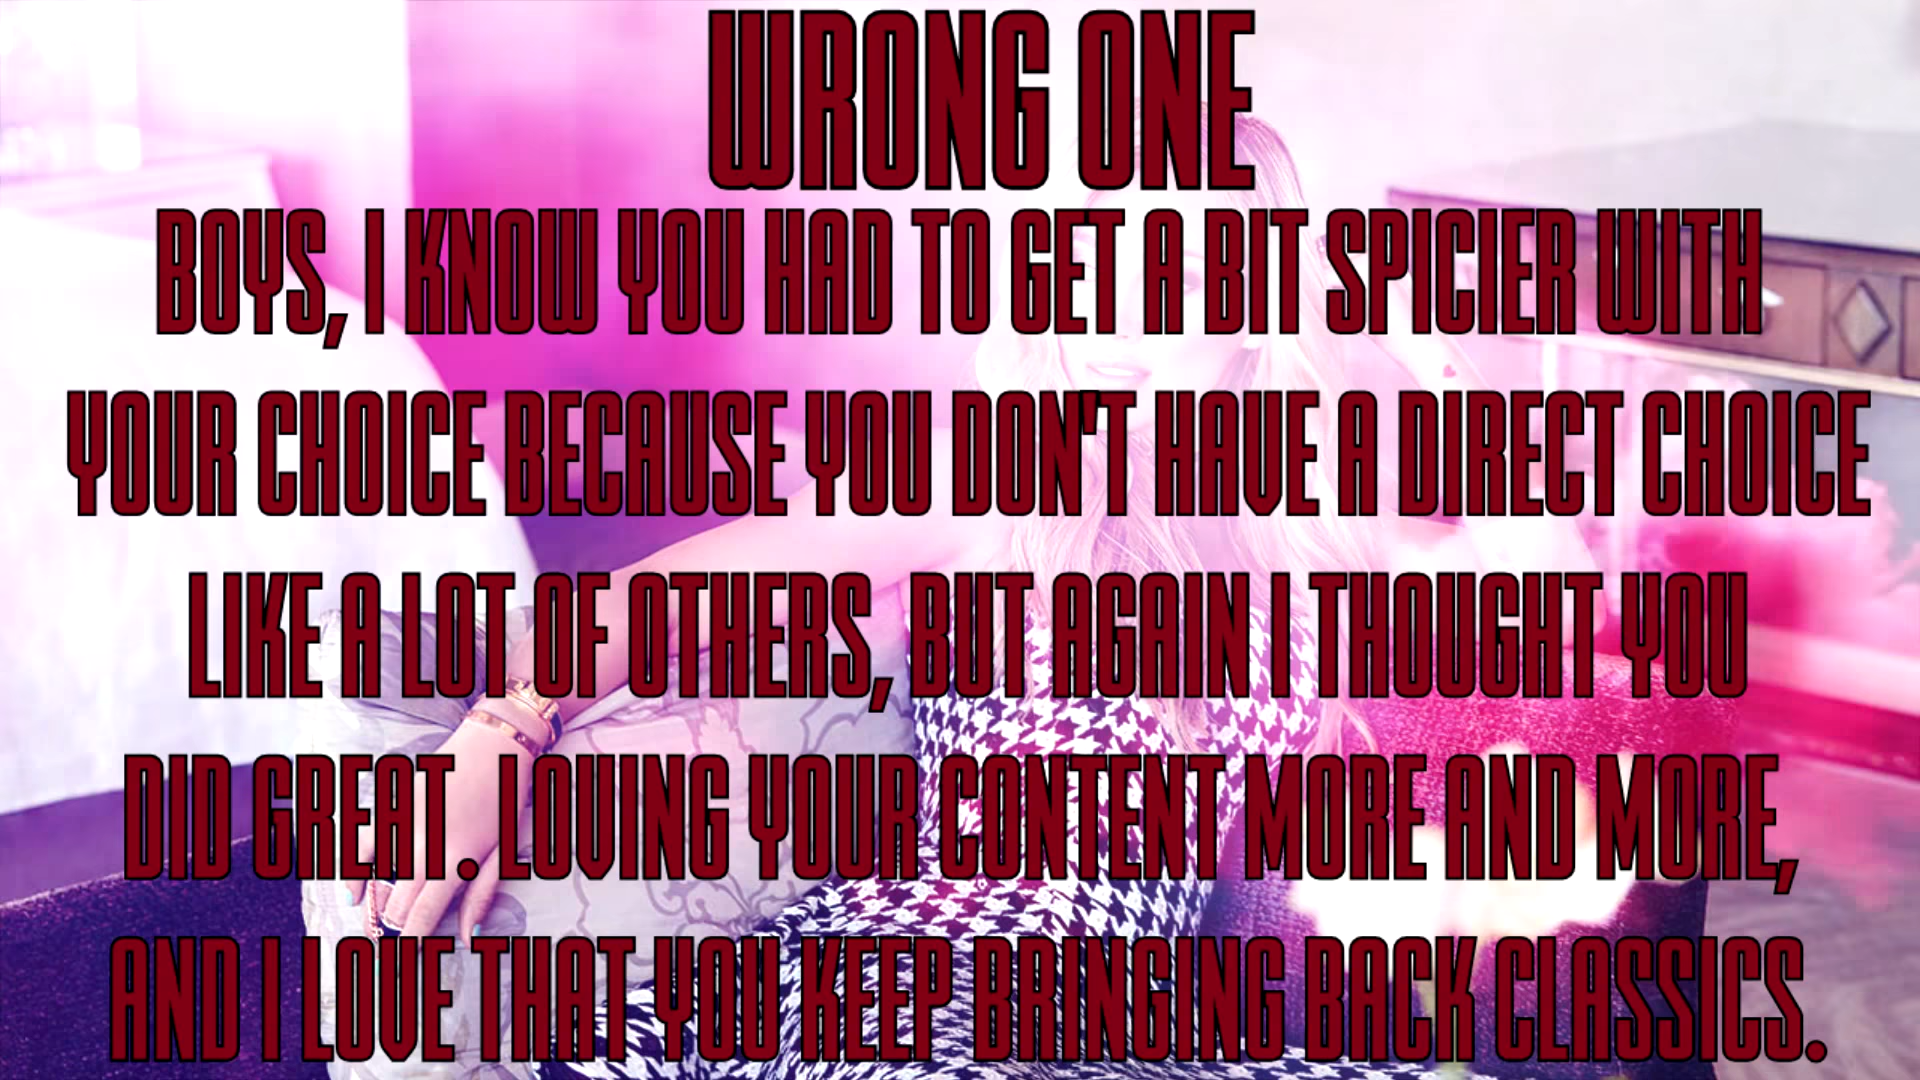 WRONG ONE
BOYS, I KNOW YOU HAD TO GET A BIT SPICIER WITH
YOUR CHOICE BECAUSE YOU DON'T HAVE A DIRECT CHOICE
LIKE A LOT OF OTHERS, BUT AGAIN I THOUGHT YOU
DID GREAT. LOVING YOUR CONTENT MORE AND MORE,
AND I LOVE THAT YOU KEEP BRINGING BACK CLASSICS.